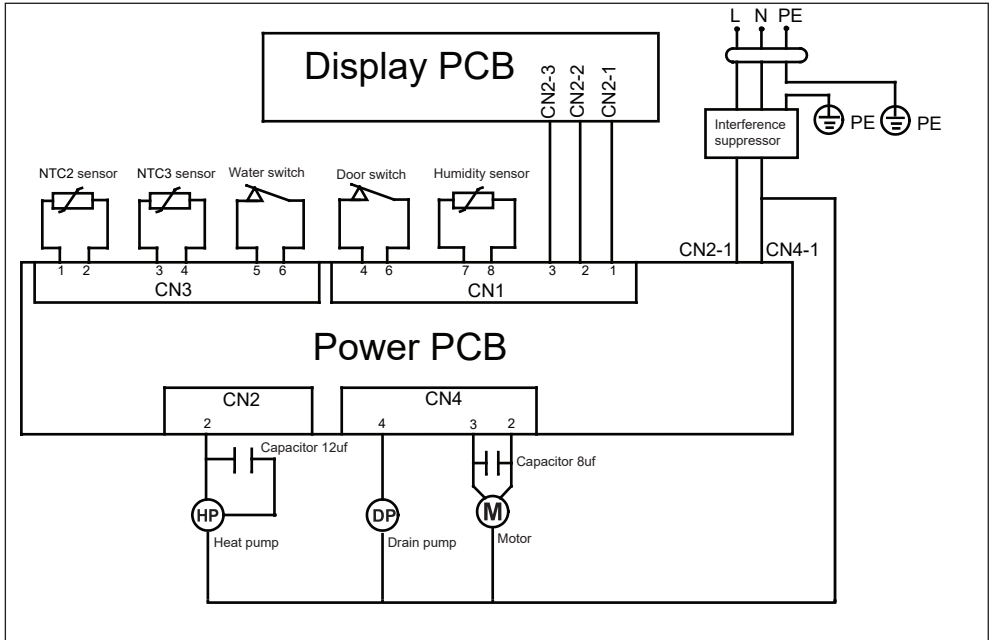 L N PE
Display PCB
CN2-3
CN2-2
CN2-1
Interference
suppressor
PE
PE
NTC2 sensor
NTC3 sensor
Water switch
Door switch
Humidity sensor
CN2-1
CN4-1
1 2 3 4 5 6
4 6 7 8 3 2 1
CN3
CN1
Power PCB
CN2
CN4
2
4
3
2
Capacitor 12uf
Capacitor 8uf
HP
DP
M
Heat pump
Drain pump
Motor